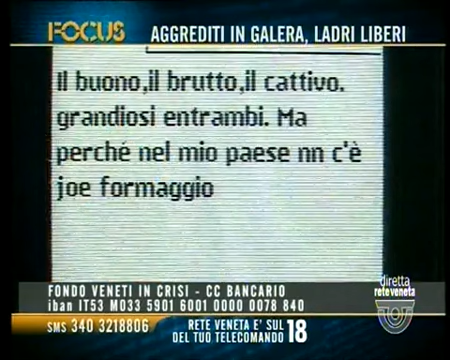 FOCUS
AGGREDITI IN GALERA, LADRI LIBERI
Il buono,il brutto,il cattivo.
grandiosi entrambi. Ma
perché nel mio paese nn c'è
joe formaggio
diretta
reteveneta
FONDO VENETI IN CRISI - CC BANCARIO
iban IT53 M033 5901 6001 0000 0078 840
SMS 340 3218806
RETE VENETA E' SUL
DEL TUO TELECOMANDO 18